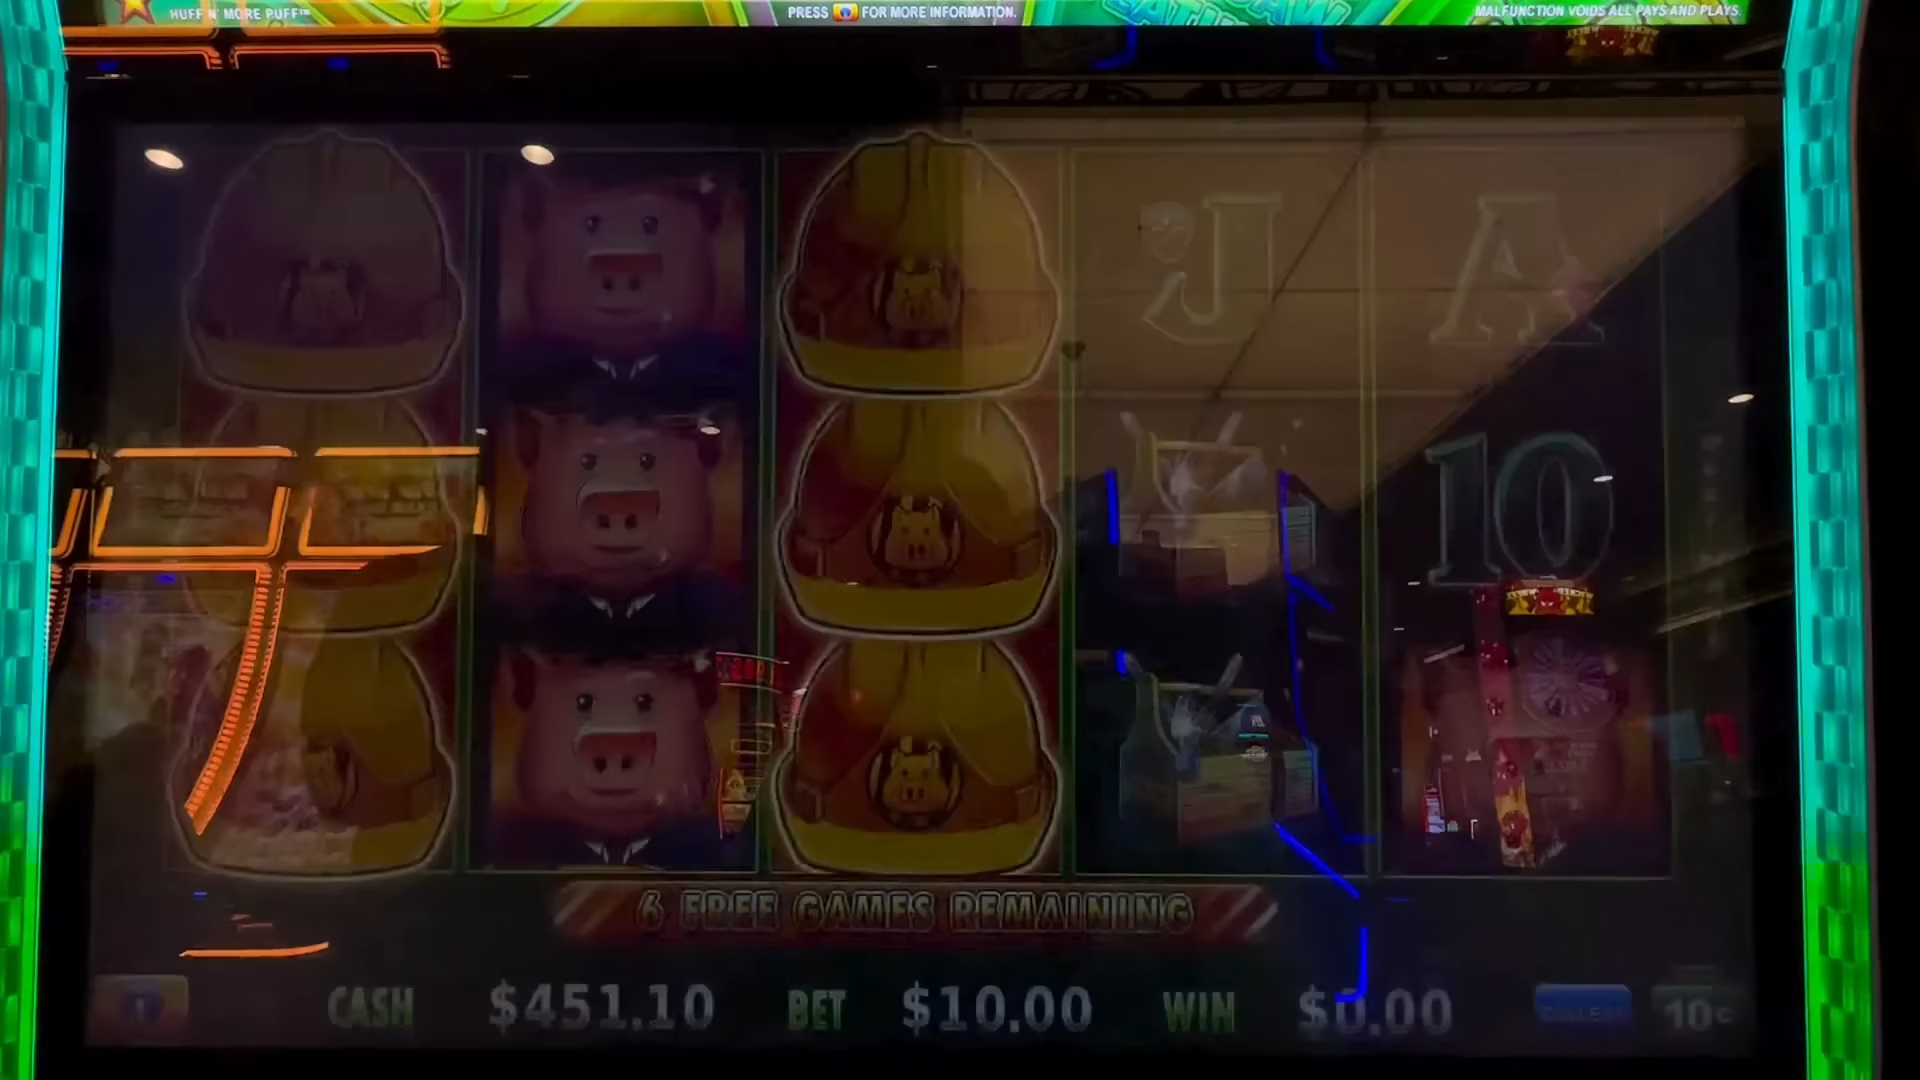 HUFF N' MORE PUFF™
PRESS FOR MORE INFORMATION.
MALFUNCTION VOIDS ALL PAYS AND PLAYS.
J
A
10
6 FREE GAMES REMAINING
CASH $451.10 BET $10.00 WIN $0.00
10¢